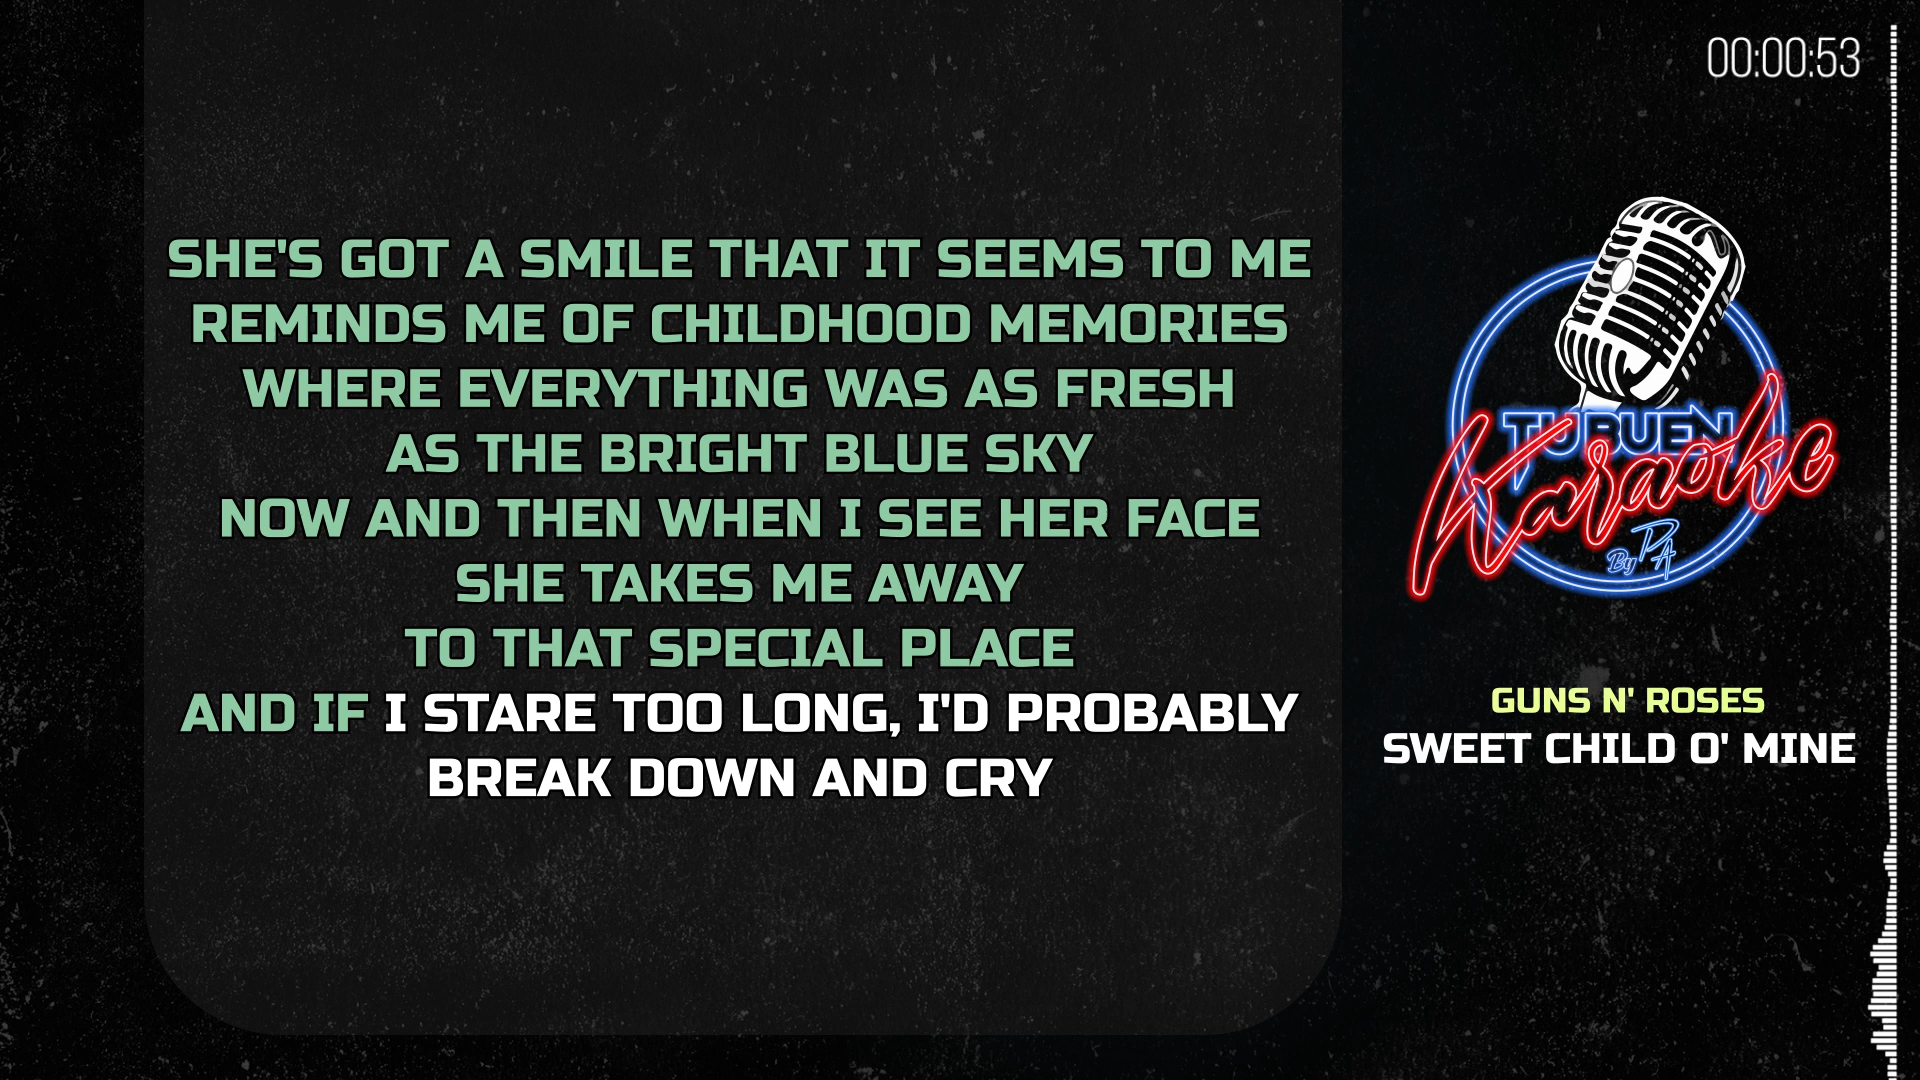 00:00:53
SHE'S GOT A SMILE THAT IT SEEMS TO ME
REMINDS ME OF CHILDHOOD MEMORIES
WHERE EVERYTHING WAS AS FRESH
AS THE BRIGHT BLUE SKY
NOW AND THEN WHEN I SEE HER FACE
SHE TAKES ME AWAY
TO THAT SPECIAL PLACE
AND IF I STARE TOO LONG, I'D PROBABLY
BREAK DOWN AND CRY
TUBUEN
Karaoke
By PA
GUNS N' ROSES
SWEET CHILD O' MINE